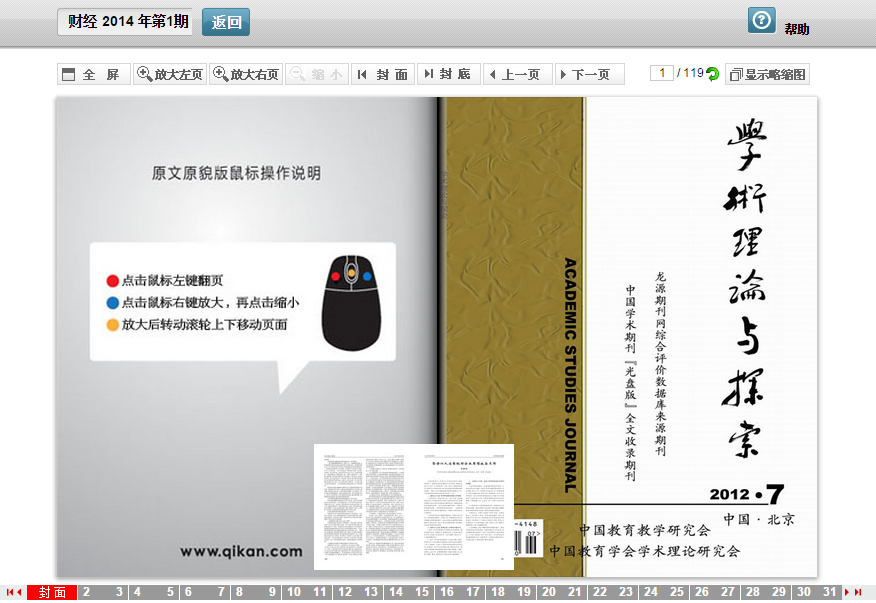 财经 2014 年第1期
返回
帮助
全 屏
放大左页
放大右页
缩 小
封 面
封 底
上一页
下一页
1 / 119
显示略缩图
原文原貌版鼠标操作说明
点击鼠标左键翻页
点击鼠标右键放大，再点击缩小
放大后转动滚轮上下移动页面
www.qikan.com
ACADEMIC STUDIES JOURNAL
學術理論与探索
龙源期刊网综合评价数据库来源期刊
中国学术期刊『光盘版』全文收录期刊
2012·7
中国·北京
-4148
07>
中国教育教学研究会
中国教育学会学术理论研究会
封面 2 3 4 5 6 7 8 9 10 11 12 13 14 15 16 17 18 19 20 21 22 23 24 25 26 27 28 29 30 31